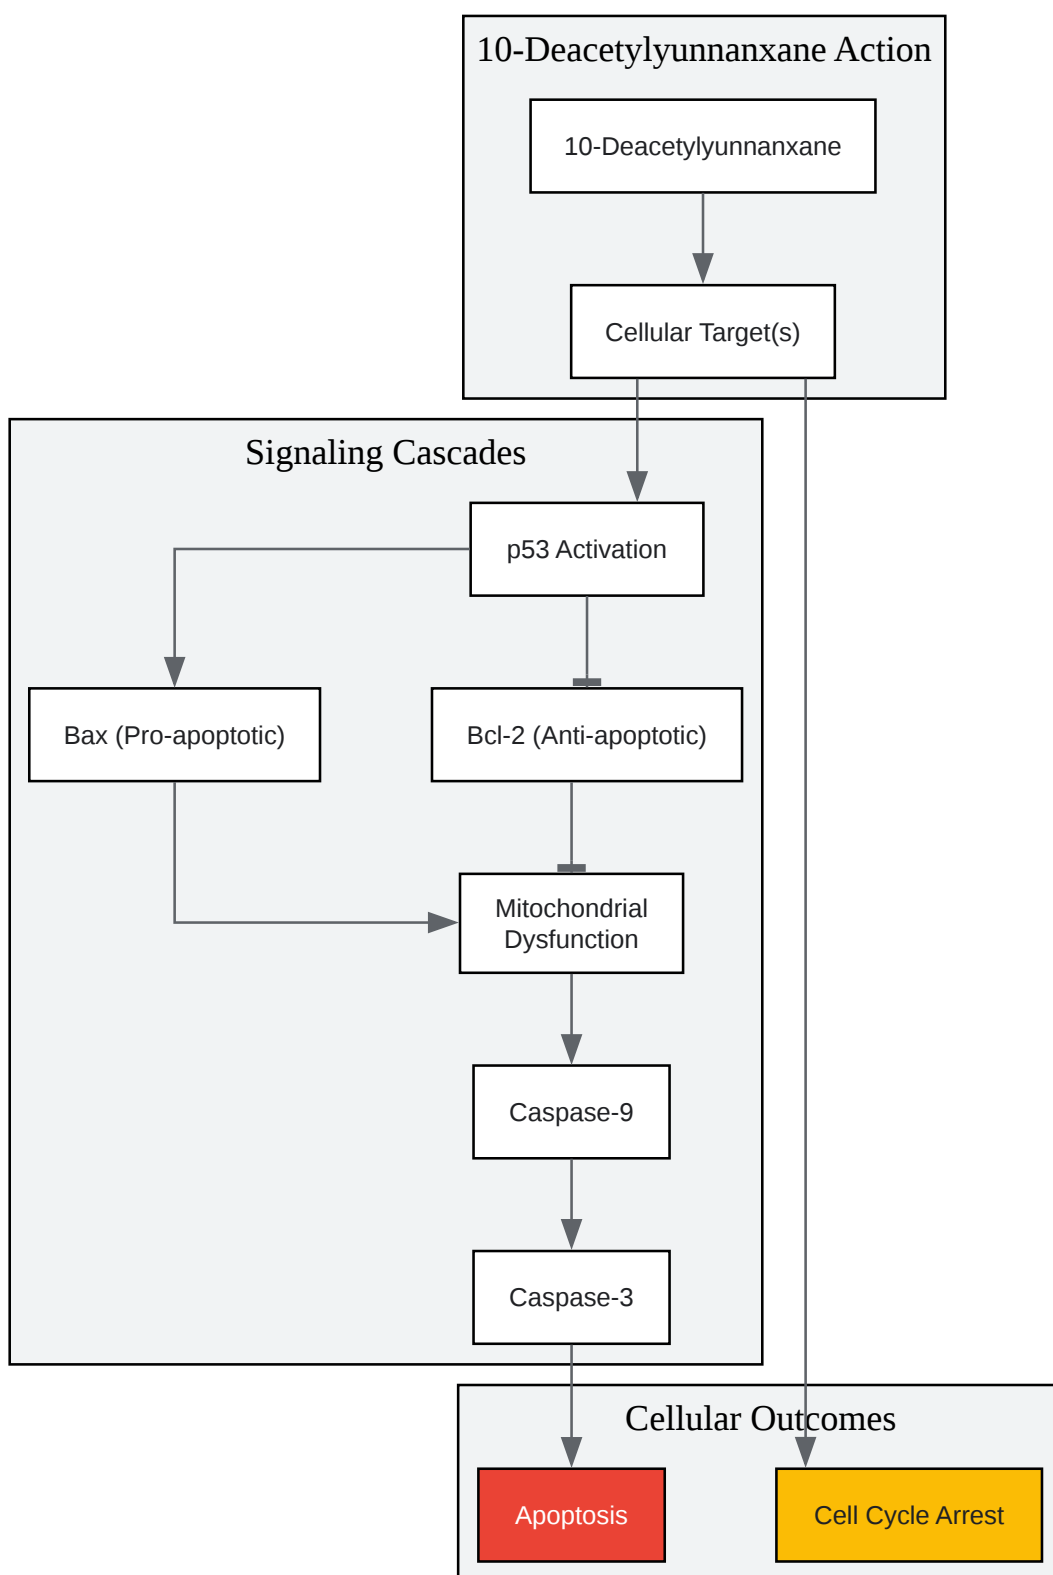 10-Deacetylyunnanxane Action
10-Deacetylyunnanxane
Cellular Target(s)
Signaling Cascades
p53 Activation
Bax (Pro-apoptotic)
Bcl-2 (Anti-apoptotic)
Mitochondrial
Dysfunction
Caspase-9
Caspase-3
Cellular Outcomes
Apoptosis
Cell Cycle Arrest